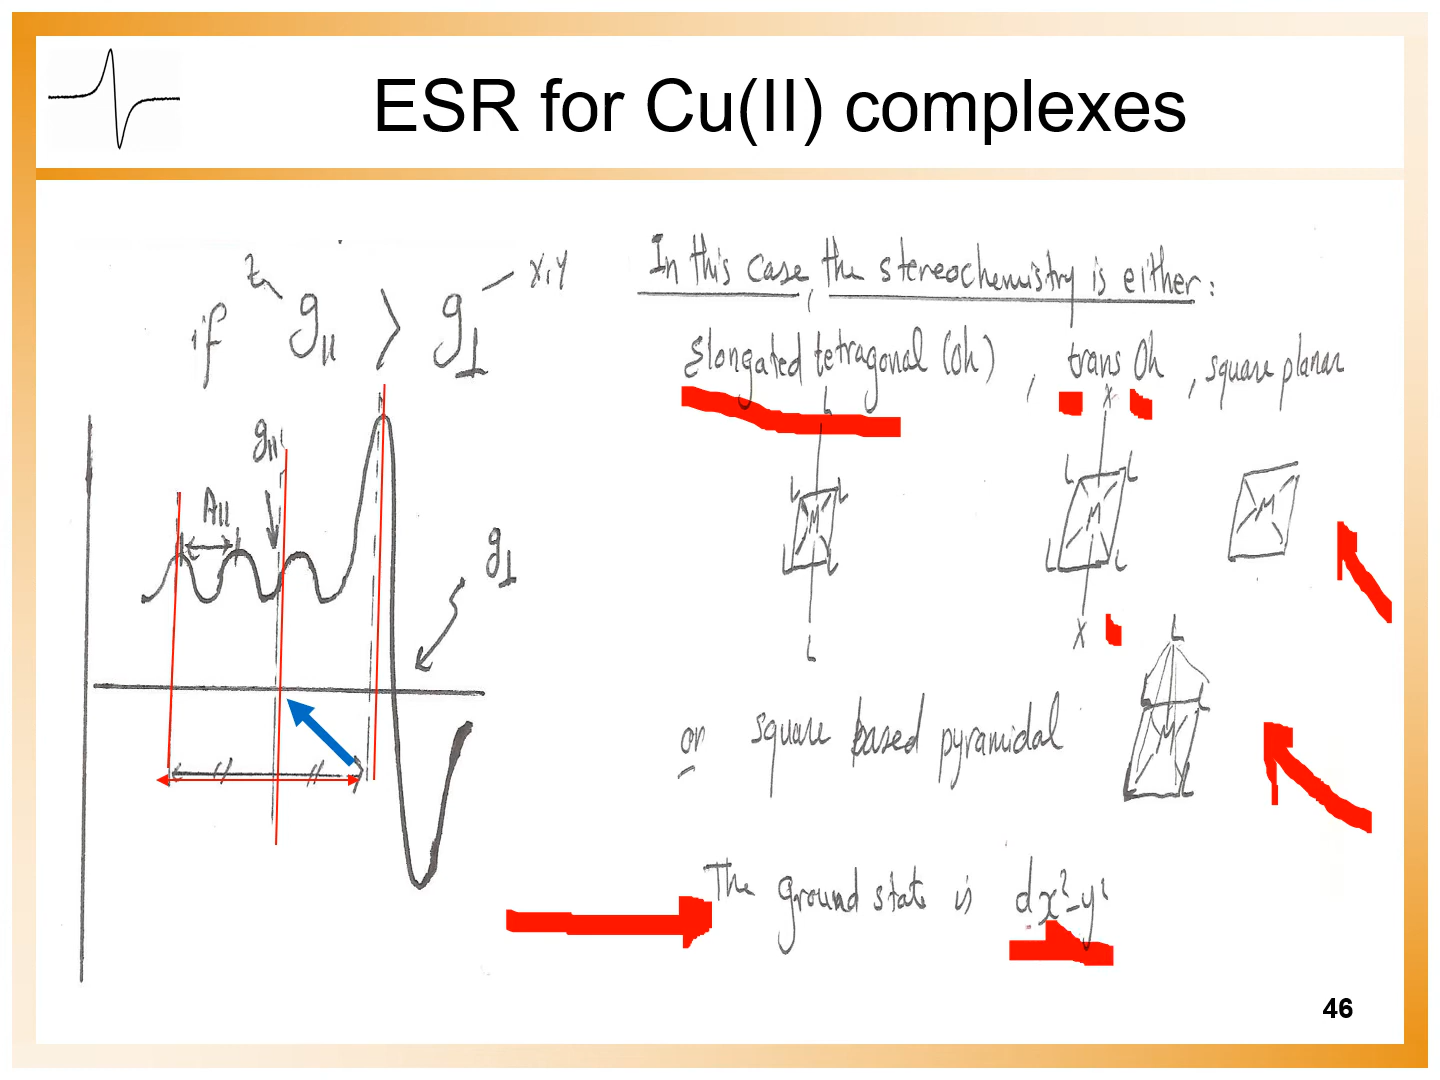 ESR for Cu(II) complexes
z
x,y
if g|| > g⊥
g||
A||
g⊥
In this case, the stereochemistry is either:
Elongated tetragonal (Oh), trans Oh, square planar
L
L L
M
L L
L
X
L L
M
L L
X
M
or square based pyramidal
L
L L
M
L L
The ground state is dx²-y²
46